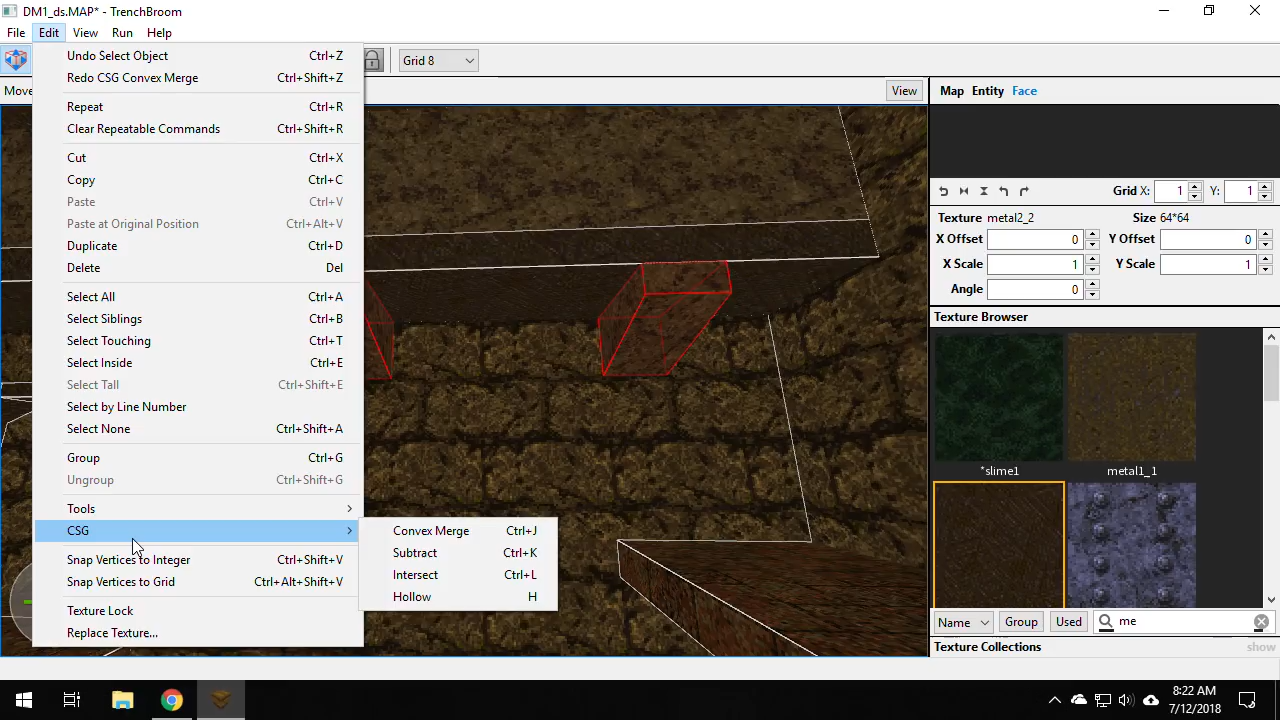 DM1_ds.MAP* - TrenchBroom
File Edit View Run Help
Grid 8
Move
View
Undo Select Object Ctrl+Z
Redo CSG Convex Merge Ctrl+Shift+Z
Repeat Ctrl+R
Clear Repeatable Commands Ctrl+Shift+R
Cut Ctrl+X
Copy Ctrl+C
Paste Ctrl+V
Paste at Original Position Ctrl+Alt+V
Duplicate Ctrl+D
Delete Del
Select All Ctrl+A
Select Siblings Ctrl+B
Select Touching Ctrl+T
Select Inside Ctrl+E
Select Tall Ctrl+Shift+E
Select by Line Number
Select None Ctrl+Shift+A
Group Ctrl+G
Ungroup Ctrl+Shift+G
Tools
CSG
Snap Vertices to Integer Ctrl+Shift+V
Snap Vertices to Grid Ctrl+Alt+Shift+V
Texture Lock
Replace Texture...
Convex Merge Ctrl+J
Subtract Ctrl+K
Intersect Ctrl+L
Hollow H
Map Entity Face
Grid X: 1 Y: 1
Texture metal2_2 Size 64*64
X Offset 0 Y Offset 0
X Scale 1 Y Scale 1
Angle 0
Texture Browser
*slime1 metal1_1
Name Group Used me
Texture Collections show
8:22 AM
7/12/2018